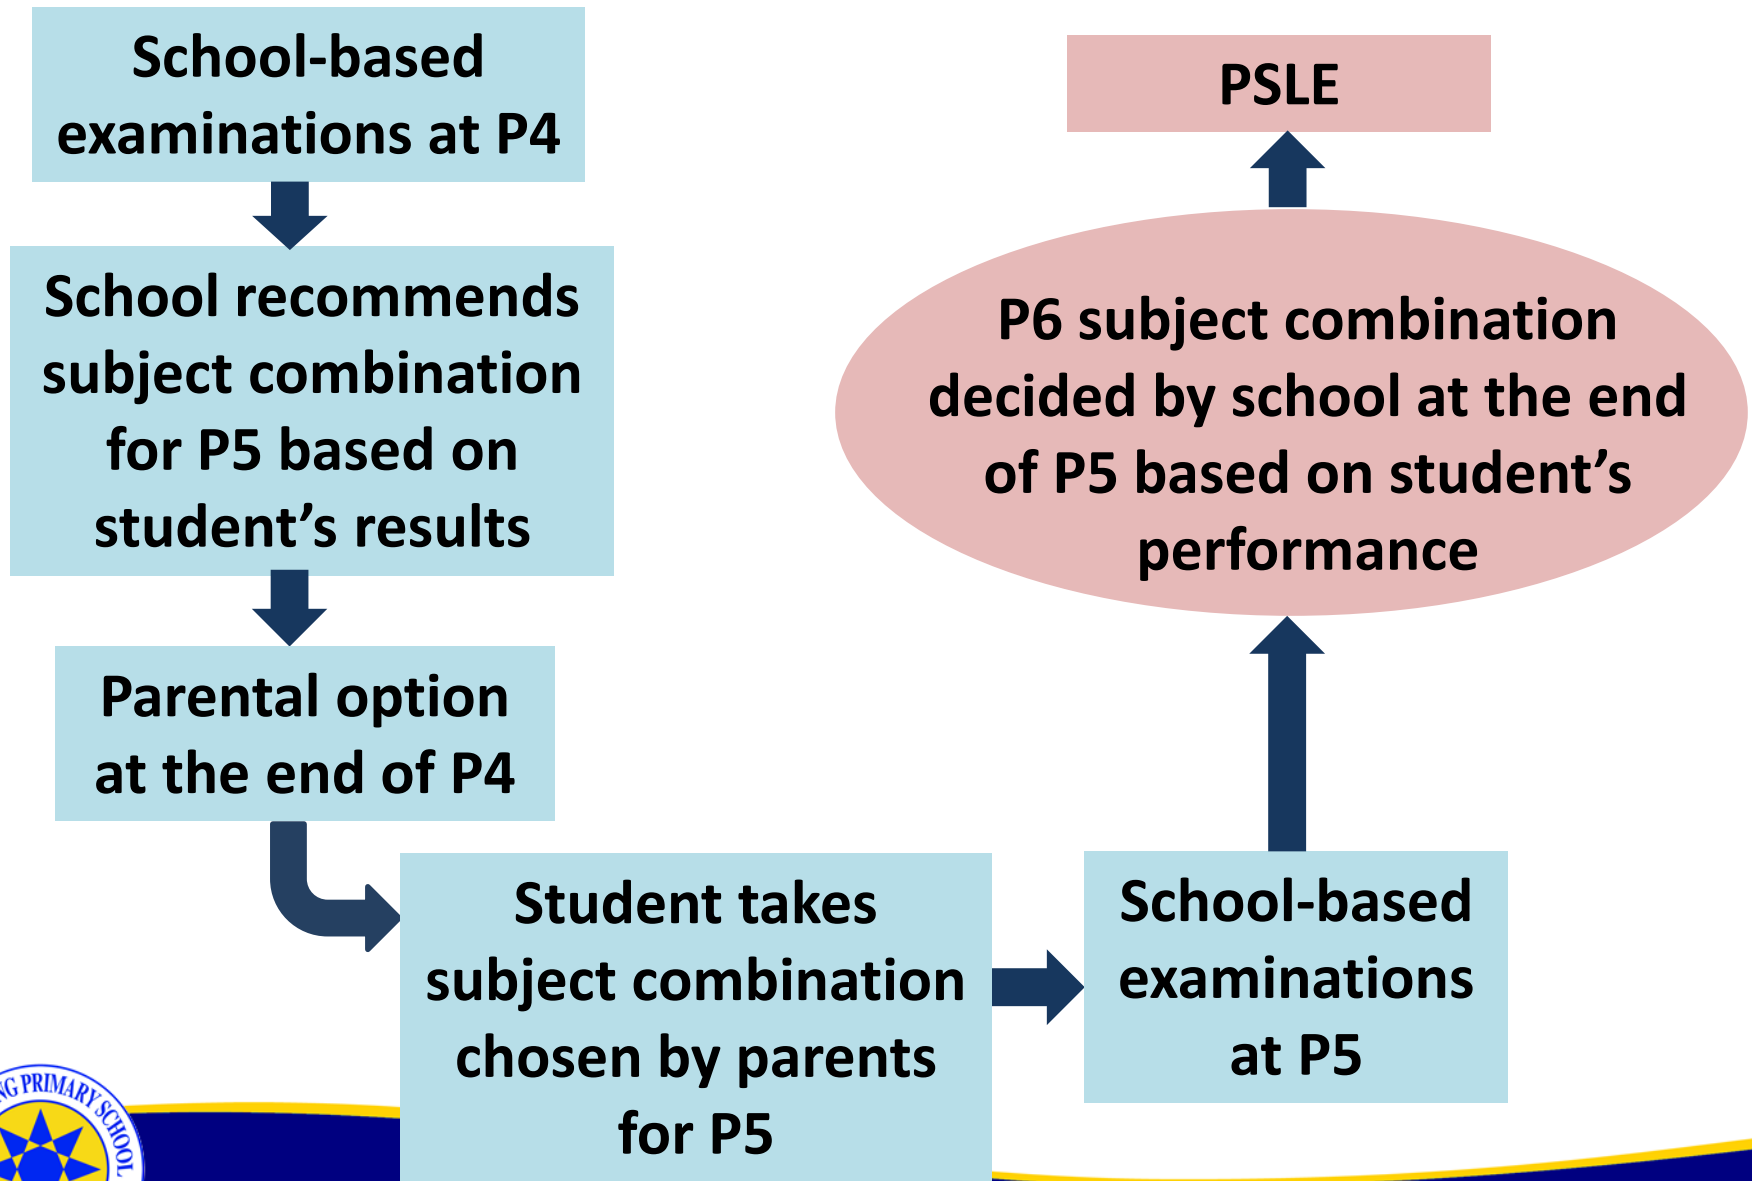 School-based
examinations at P4
School recommends
subject combination
for P5 based on
student’s results
Parental option
at the end of P4
Student takes
subject combination
chosen by parents
for P5
School-based
examinations
at P5
P6 subject combination
decided by school at the end
of P5 based on student’s
performance
PSLE
PRIMARY SCHOOL